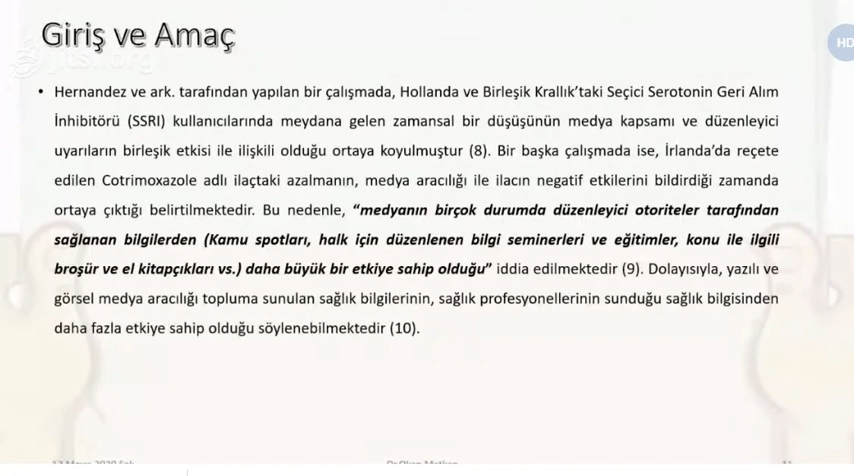 Giriş ve Amaç
• Hernandez ve ark. tarafından yapılan bir çalışmada, Hollanda ve Birleşik Krallık'taki Seçici Serotonin Geri Alım
İnhibitörü (SSRI) kullanıcılarında meydana gelen zamansal bir düşüşünün medya kapsamı ve düzenleyici
uyarıların birleşik etkisi ile ilişkili olduğu ortaya koyulmuştur (8). Bir başka çalışmada ise, İrlanda'da reçete
edilen Cotrimoxazole adlı ilaçtaki azalmanın, medya aracılığı ile ilacın negatif etkilerini bildirdiği zamanda
ortaya çıktığı belirtilmektedir. Bu nedenle, "medyanın birçok durumda düzenleyici otoriteler tarafından
sağlanan bilgilerden (Kamu spotları, halk için düzenlenen bilgi seminerleri ve eğitimler, konu ile ilgili
broşür ve el kitapçıkları vs.) daha büyük bir etkiye sahip olduğu" iddia edilmektedir (9). Dolayısıyla, yazılı ve
görsel medya aracılığı topluma sunulan sağlık bilgilerinin, sağlık profesyonellerinin sunduğu sağlık bilgisinden
daha fazla etkiye sahip olduğu söylenebilmektedir (10).
HD